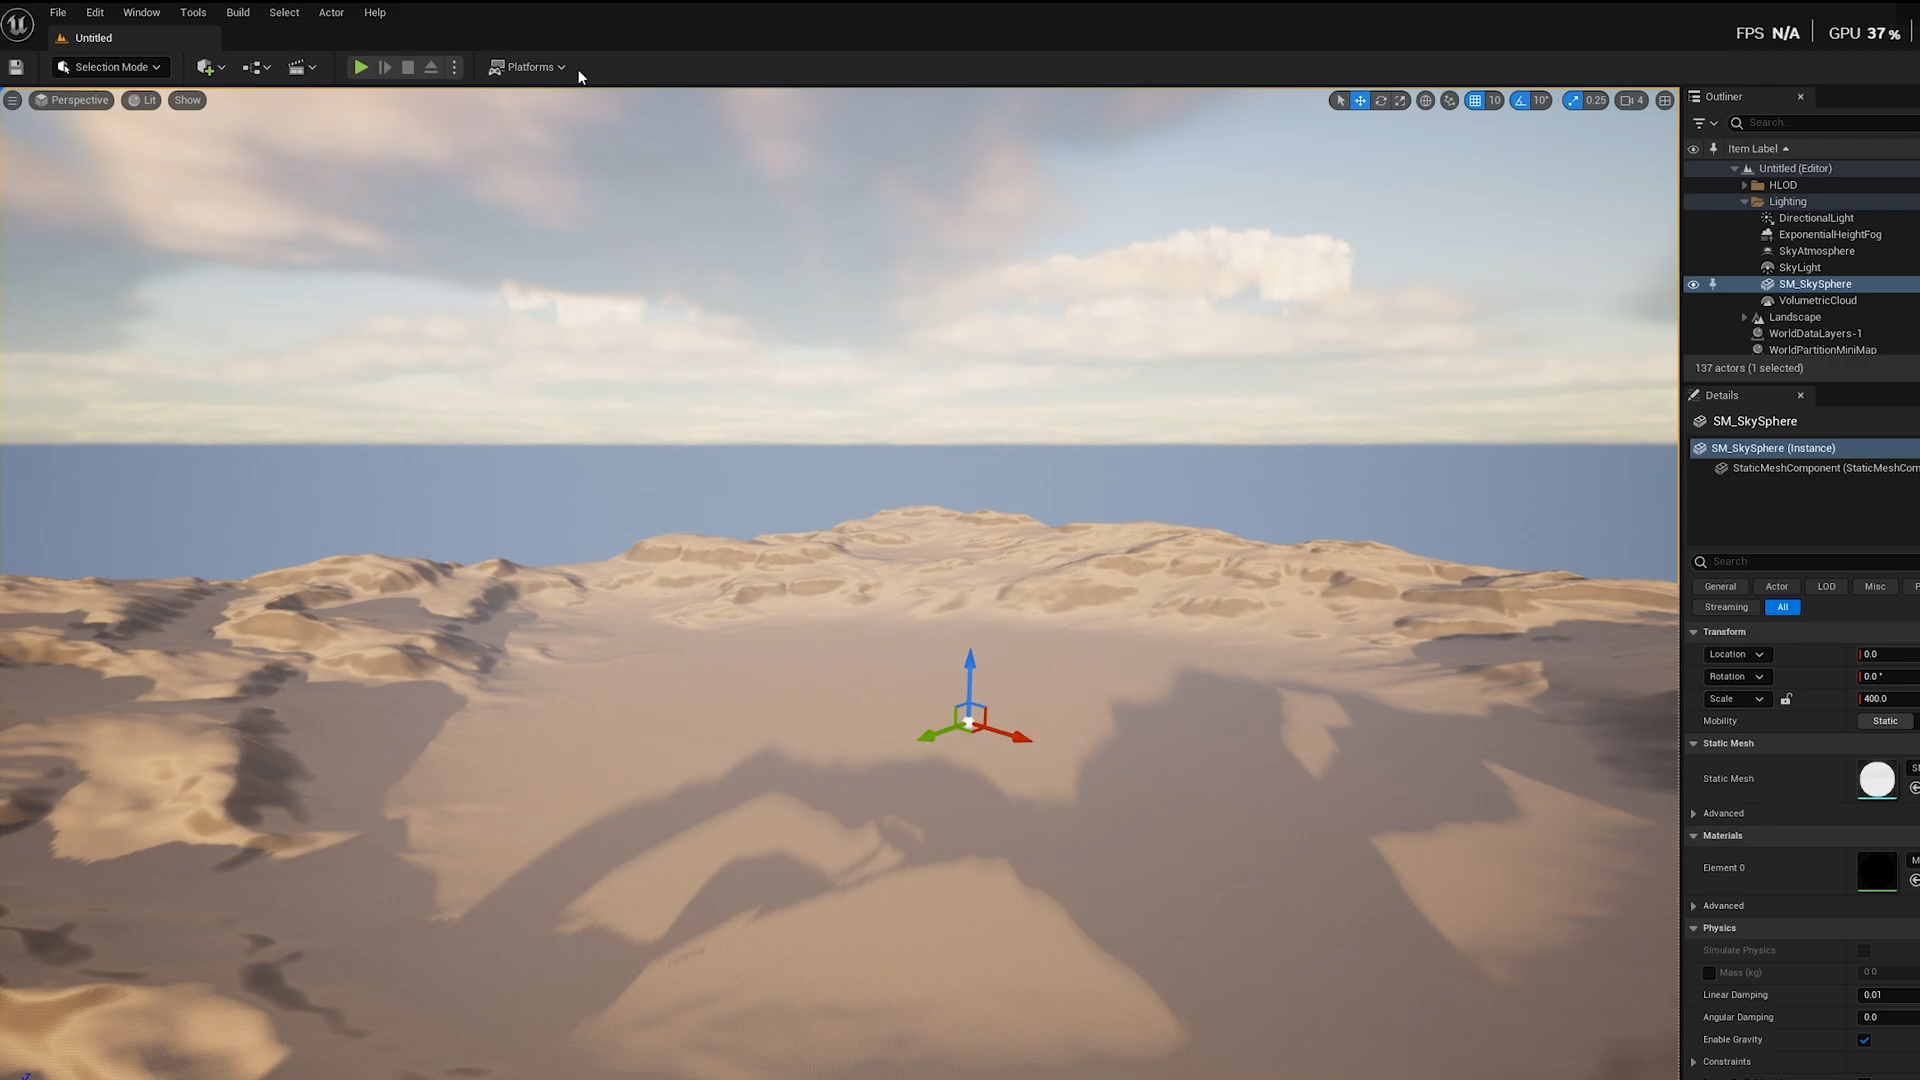 File Edit Window Tools Build Select Actor Help
Untitled
FPS N/A GPU 37 %
Selection Mode
Platforms
Perspective Lit Show
10 10° 0.25 4
Outliner
Search...
Item Label
Untitled (Editor)
HLOD
Lighting
DirectionalLight
ExponentialHeightFog
SkyAtmosphere
SkyLight
SM_SkySphere
VolumetricCloud
Landscape
WorldDataLayers-1
WorldPartitionMiniMap
137 actors (1 selected)
Details
SM_SkySphere
SM_SkySphere (Instance)
StaticMeshComponent (StaticMeshCom
Search
General Actor LOD Misc P
Streaming All
Transform
Location 0.0
Rotation 0.0 °
Scale 400.0
Mobility Static
Static Mesh
Static Mesh
Advanced
Materials
Element 0 M
Advanced
Physics
Simulate Physics
Mass (kg) 0.0
Linear Damping 0.01
Angular Damping 0.0
Enable Gravity
Constraints